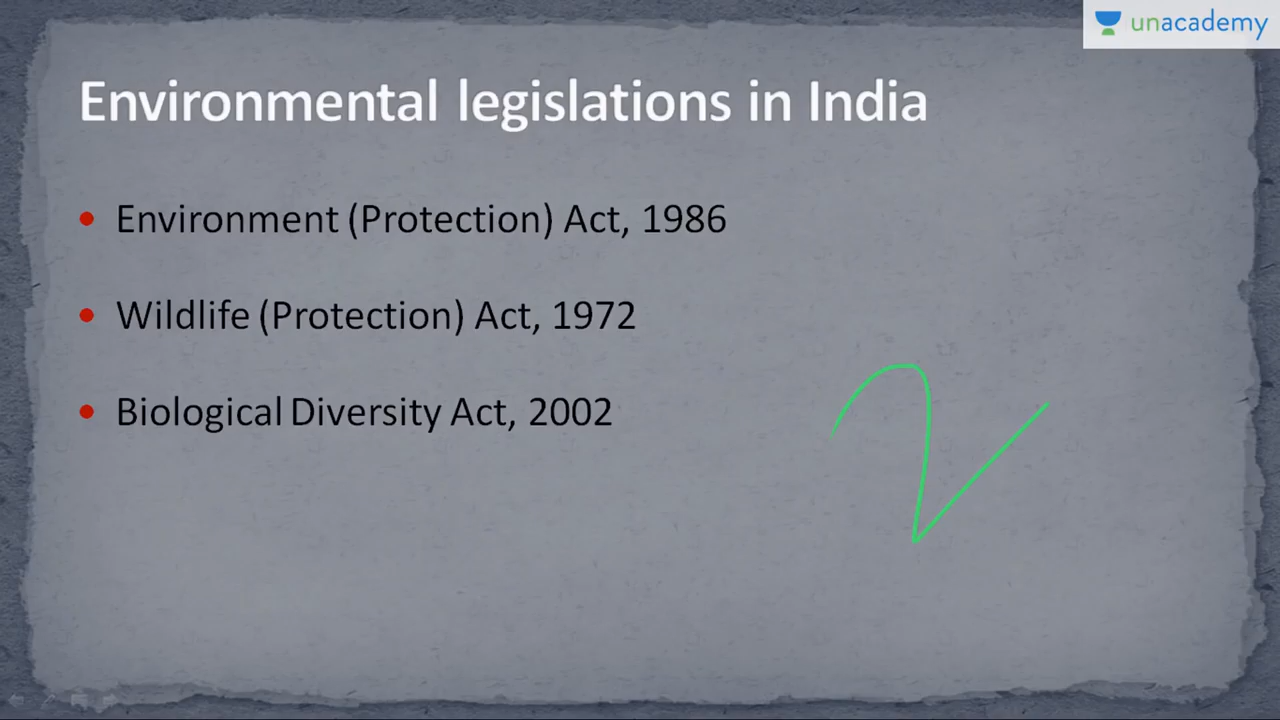 unacademy
Environmental legislations in India
Environment (Protection) Act, 1986
Wildlife (Protection) Act, 1972
Biological Diversity Act, 2002